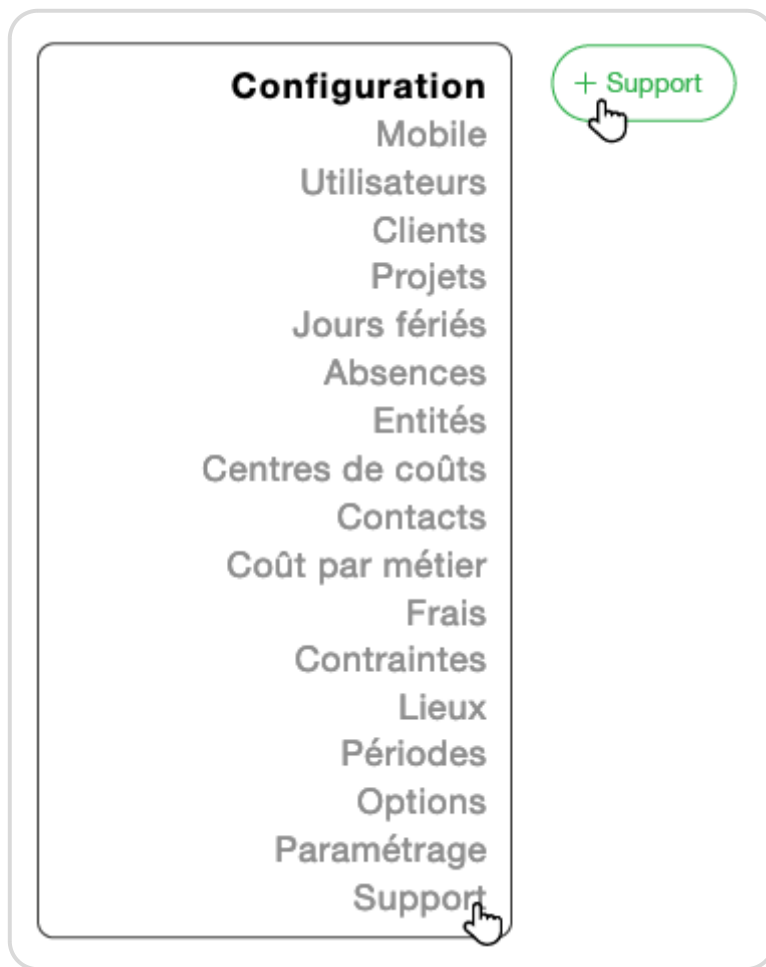 Configuration
+ Support
Mobile
Utilisateurs
Clients
Projets
Jours fériés
Absences
Entités
Centres de coûts
Contacts
Coût par métier
Frais
Contraintes
Lieux
Périodes
Options
Paramétrage
Support